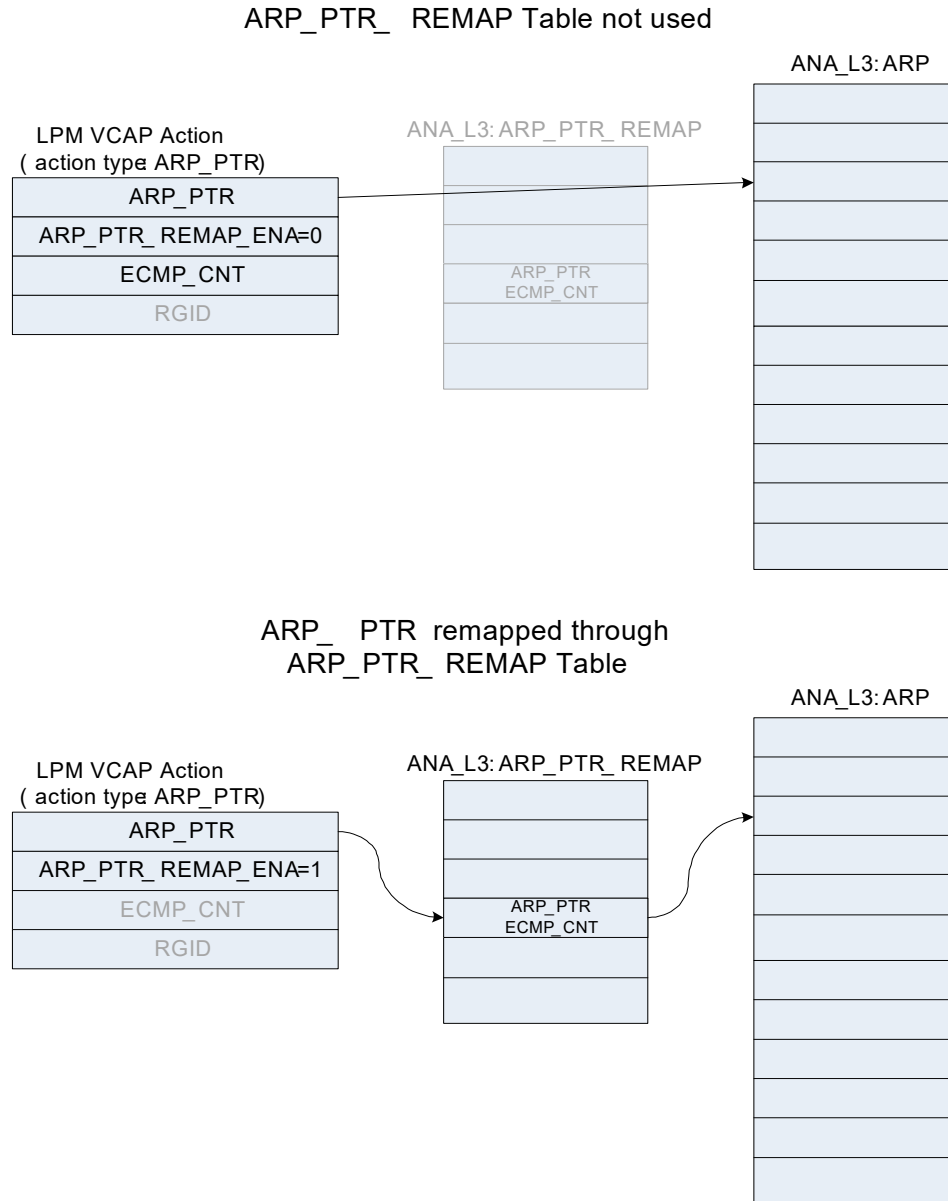 ARP_PTR_ REMAP Table not used
ANA_L3: ARP
LPM VCAP Action
( action type: ARP_PTR)
ANA_L3: ARP_PTR_ REMAP
ARP_PTR
ARP_PTR_ REMAP_ENA=0
ECMP_CNT
RGID
ARP_PTR
ECMP_CNT
ARP_ PTR remapped through
ARP_PTR_ REMAP Table
ANA_L3: ARP
LPM VCAP Action
( action type: ARP_PTR)
ANA_L3: ARP_PTR_ REMAP
ARP_PTR
ARP_PTR_ REMAP_ENA=1
ECMP_CNT
RGID
ARP_PTR
ECMP_CNT